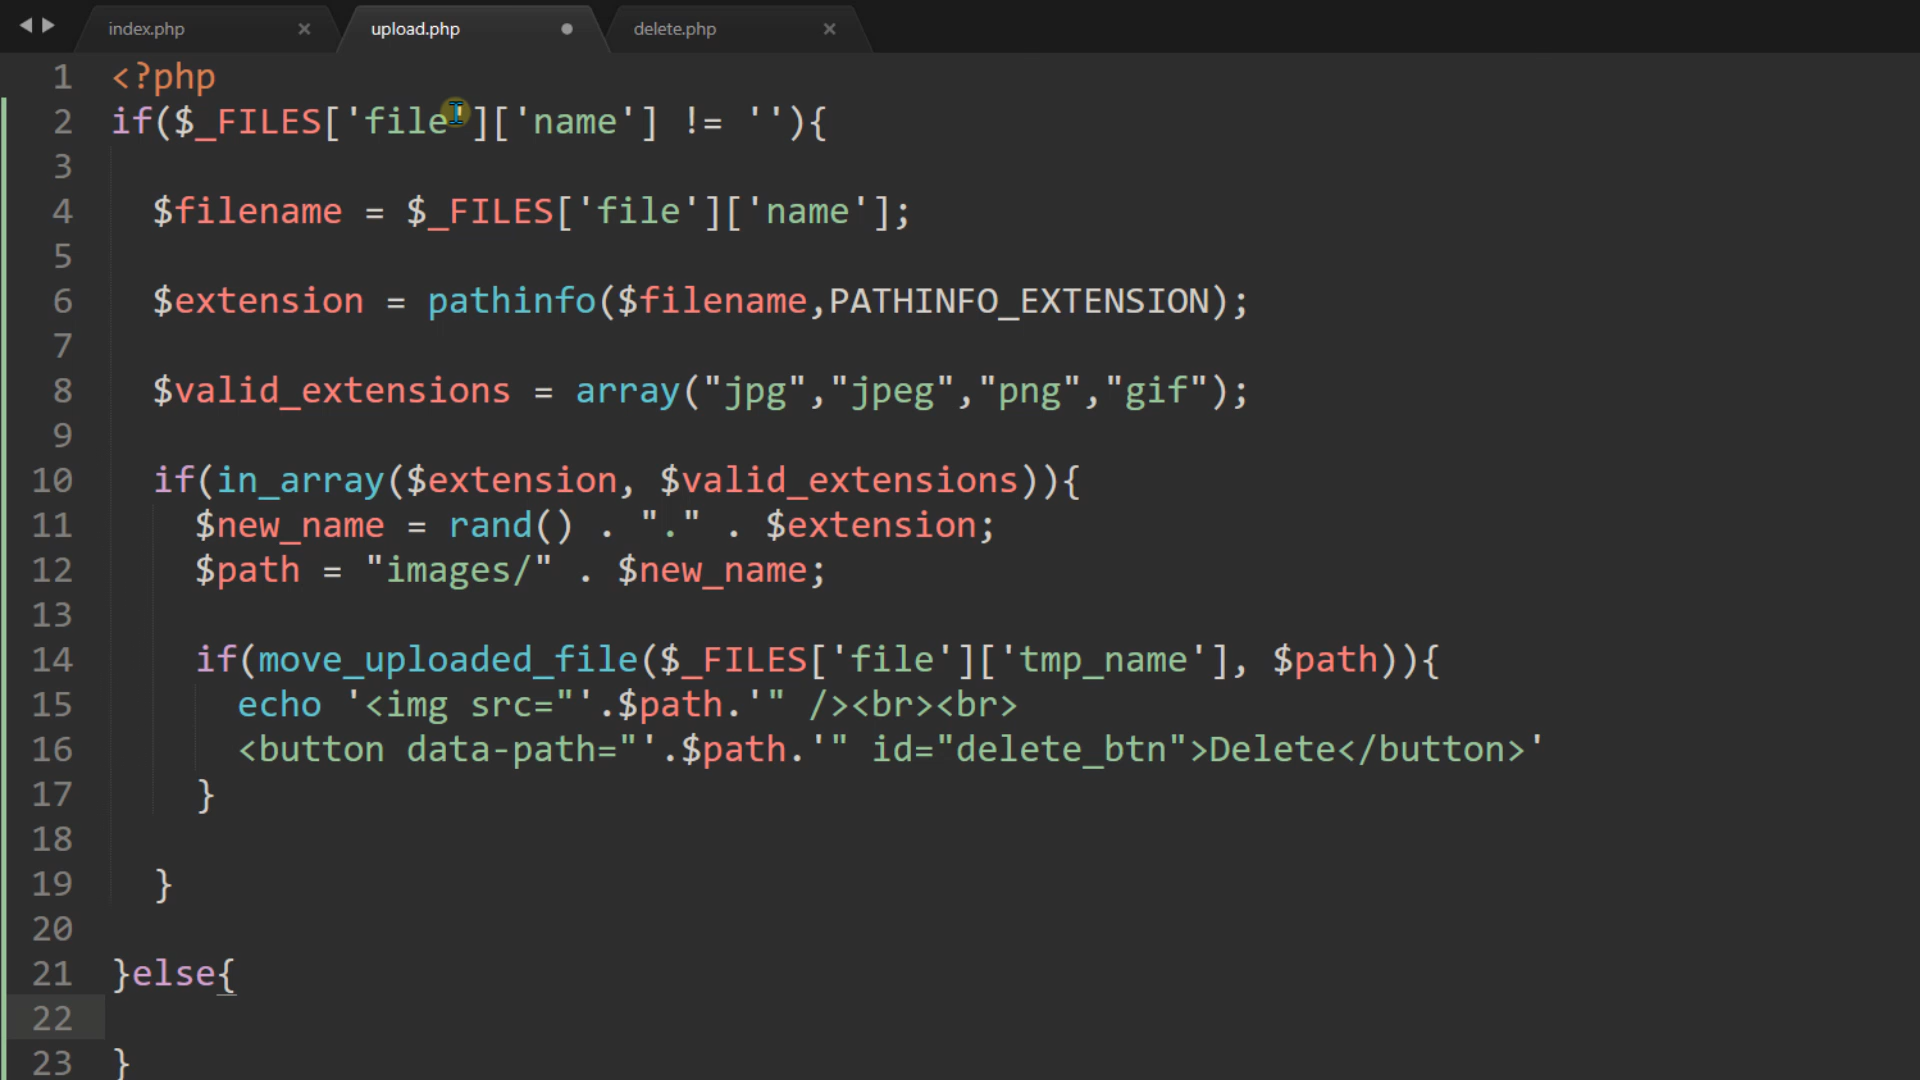 index.php × upload.php delete.php ×
1 <?php
2 if($_FILES['file']['name'] != ''){
3
4 $filename = $_FILES['file']['name'];
5
6 $extension = pathinfo($filename,PATHINFO_EXTENSION);
7
8 $valid_extensions = array("jpg","jpeg","png","gif");
9
10 if(in_array($extension, $valid_extensions)){
11 $new_name = rand() . "." . $extension;
12 $path = "images/" . $new_name;
13
14 if(move_uploaded_file($_FILES['file']['tmp_name'], $path)){
15 echo '<img src="'.$path.'" /><br><br>
16 <button data-path="'.$path.'" id="delete_btn">Delete</button>'
17 }
18
19 }
20
21 }else{
22
23 }